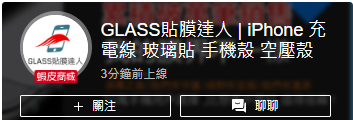 GLASS貼膜達人
蝦皮商城
GLASS貼膜達人 | iPhone 充
電線 玻璃貼 手機殼 空壓殼
3分鐘前上線
+ 關注
聊聊